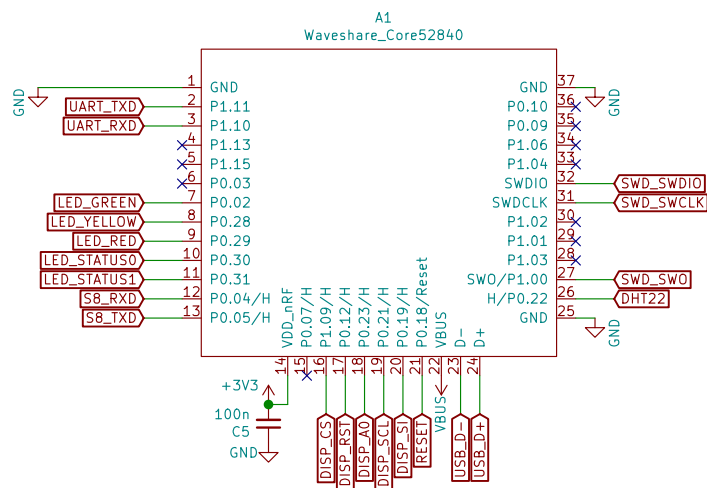 A1
Waveshare_Core52840
GND 1 GND GND 37 GND
UART_TXD 2 P1.11 P0.10 36
UART_RXD 3 P1.10 P0.09 35
4 P1.13 P1.06 34
5 P1.15 P1.04 33
6 P0.03 SWDIO 32 SWD_SWDIO
LED_GREEN 7 P0.02 SWDCLK 31 SWD_SWCLK
LED_YELLOW 8 P0.28 P1.02 30
LED_RED 9 P0.29 P1.01 29
LED_STATUS0 10 P0.30 P1.03 28
LED_STATUS1 11 P0.31 SWO/P1.00 27 SWD_SWO
S8_RXD 12 P0.04/H H/P0.22 26 DHT22
S8_TXD 13 P0.05/H GND 25 GND
VDD_nRF 14
P0.07/H 15
P1.09/H 16 DISP_CS
P0.12/H 17 DISP_RST
P0.23/H 18 DISP_A0
P0.21/H 19 DISP_SCL
P0.19/H 20 DISP_SI
P0.18/Reset 21 RESET
VBUS 22 VBUS
D- 23 USB_D-
D+ 24 USB_D+
+3V3
100n
C5
GND